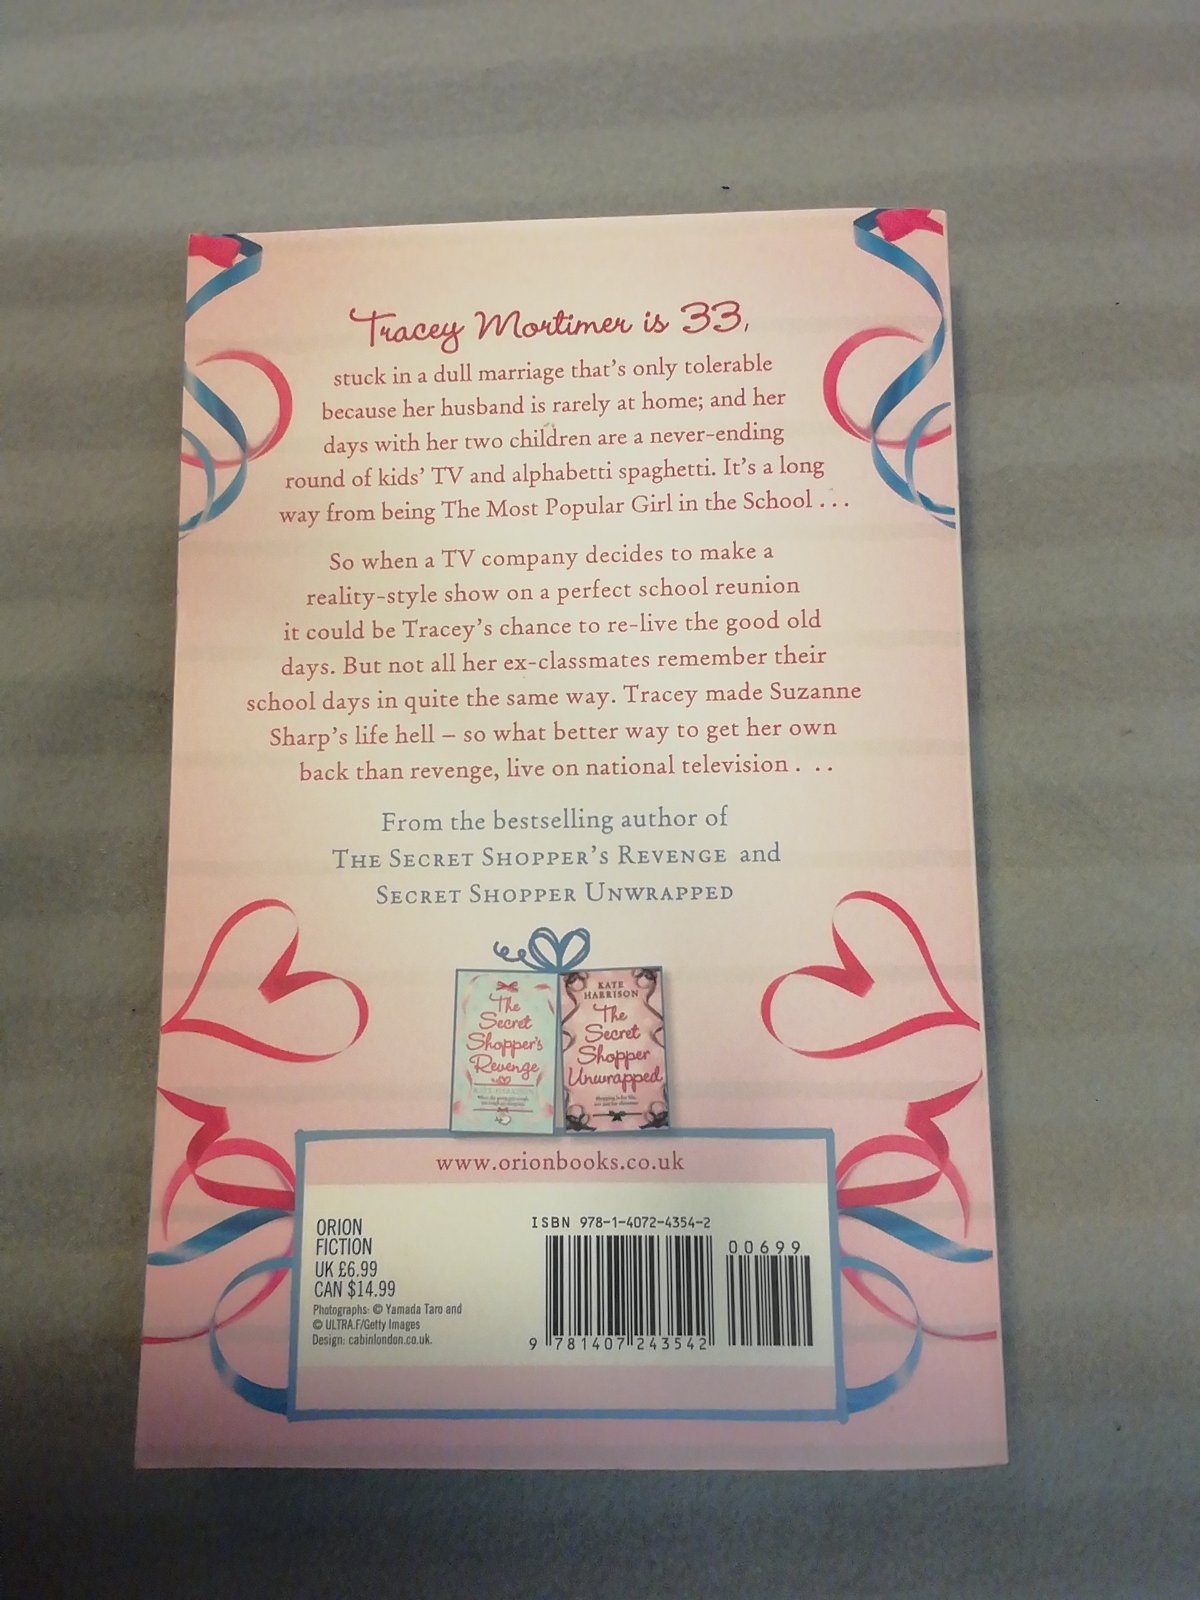 Tracey Mortimer is 33,
stuck in a dull marriage that's only tolerable
because her husband is rarely at home; and her
days with her two children are a never-ending
round of kids' TV and alphabetti spaghetti. It's a long
way from being The Most Popular Girl in the School . . .
So when a TV company decides to make a
reality-style show on a perfect school reunion
it could be Tracey's chance to re-live the good old
days. But not all her ex-classmates remember their
school days in quite the same way. Tracey made Suzanne
Sharp's life hell – so what better way to get her own
back than revenge, live on national television . . .
From the bestselling author of
THE SECRET SHOPPER'S REVENGE and
SECRET SHOPPER UNWRAPPED
The
Secret
Shopper's
Revenge
KATE HARRISON
KATE
HARRISON
The
Secret
Shopper
Unwrapped
www.orionbooks.co.uk
ORION
FICTION
UK £6.99
CAN $14.99
Photographs: © Yamada Taro and
© ULTRA.F/Getty Images
Design: cabinlondon.co.uk.
ISBN 978-1-4072-4354-2
00699
9 781407 243542